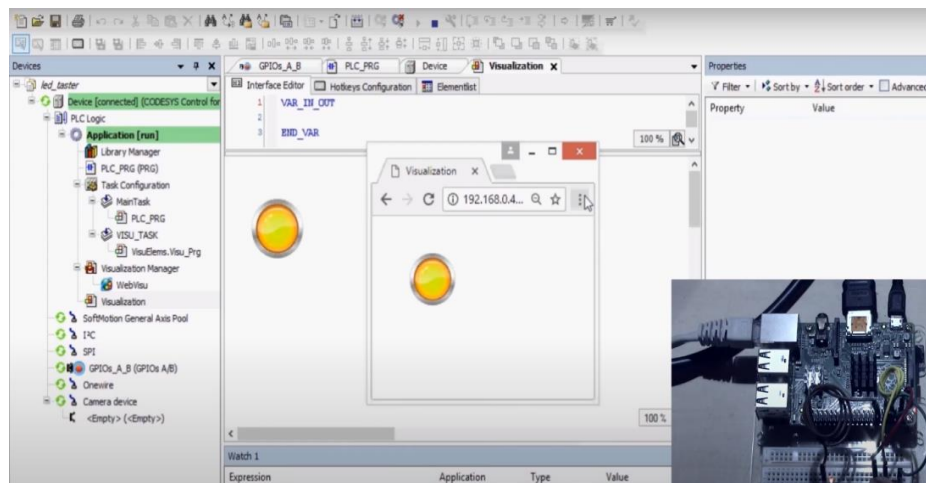 GPIOs_A_B
PLC_PRG
Device
Visualization x
Devices
Properties
led_taster
Device [connected] (CODESYS Control for
PLC Logic
Application [run]
Library Manager
PLC_PRG (PRG)
Task Configuration
MainTask
PLC_PRG
VISU_TASK
VisuElems.Visu_Prg
Visualization Manager
WebVisu
Visualization
SoftMotion General Axis Pool
I²C
SPI
GPIOs_A_B (GPIOs A/B)
Onewire
Camera device
<Empty> (<Empty>)
Interface Editor
Hotkeys Configuration
Elementlist
1 VAR_IN_OUT
2
3 END_VAR
100 %
Visualization x
192.168.0.4...
100 %
Watch 1
Expression Application Type Value
Filter Sort by Sort order Advanced
Property Value